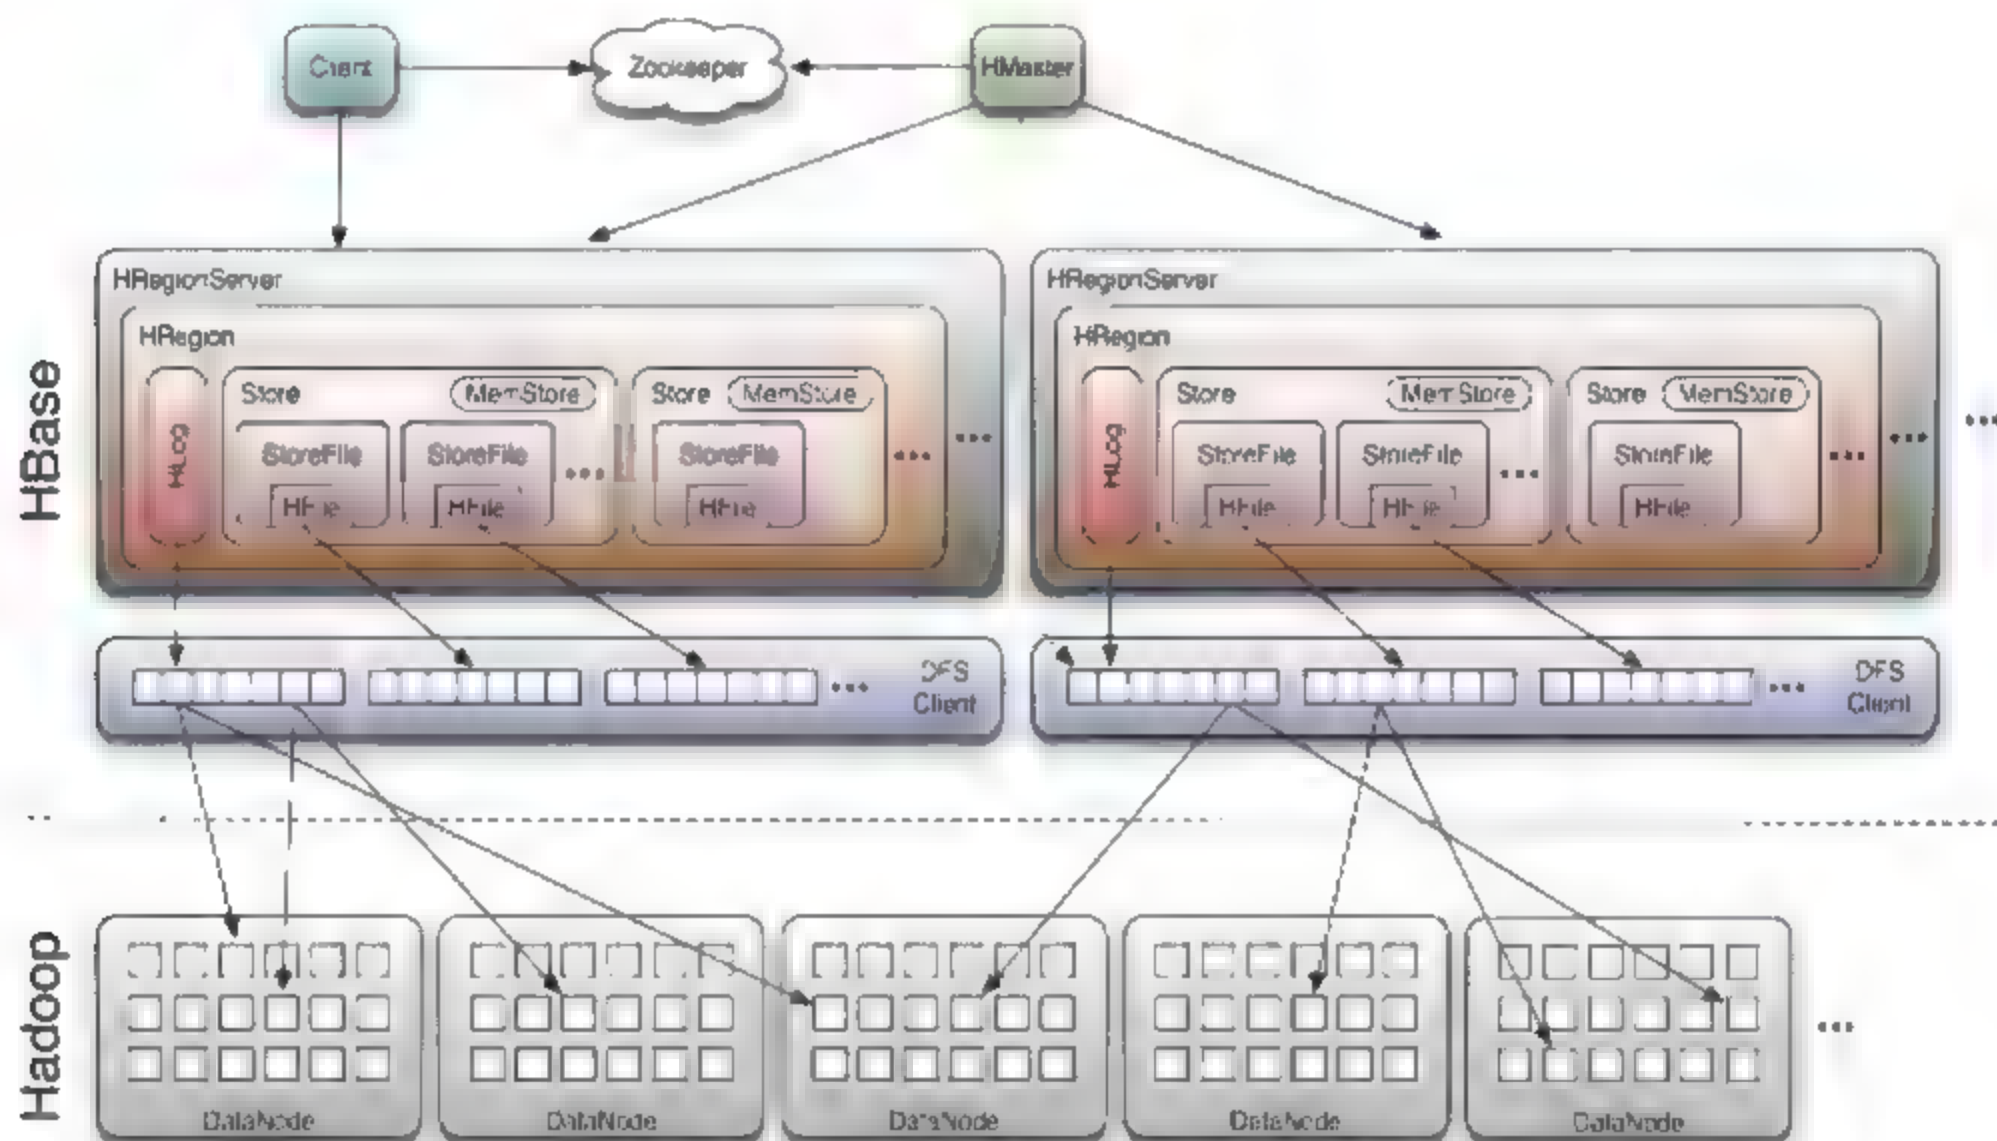 Client
Zookeeper
HMaster
HBase
HRegionServer
HRegion
HLog
Store
MemStore
StoreFile
HFile
StoreFile
HFile
...
Store
MemStore
StoreFile
HFile
...
...
HRegionServer
HRegion
HLog
Store
MemStore
StoreFile
HFile
StoreFile
HFile
...
Store
MemStore
StoreFile
HFile
...
...
...
...
DFS
Client
...
DFS
Client
Hadoop
DataNode
DataNode
DataNode
DataNode
DataNode
...